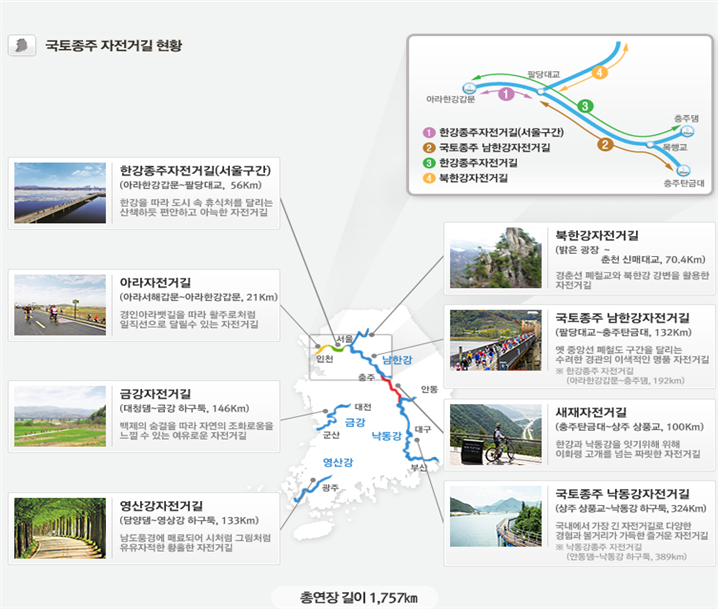 국토종주 자전거길 현황
팔당대교
4
아라한강갑문
1
3
충주댐
2
목행교
충주탄금대
1 한강종주자전거길(서울구간)
2 국토종주 남한강자전거길
3 한강종주자전거길
4 북한강자전거길
한강종주자전거길(서울구간)
(아라한강갑문~팔당대교, 56Km)
한강을 따라 도시 속 휴식처를 달리는
산책하듯 편안하고 아늑한 자전거길
아라자전거길
(아라서해갑문~아라한강갑문, 21Km)
경인아라뱃길을 따라 활주로처럼
일직선으로 달릴수 있는 자전거길
금강자전거길
(대청댐~금강 하구둑, 146Km)
백제의 숨결을 따라 자연의 조화로움을
느낄 수 있는 여유로운 자전거길
영산강자전거길
(담양댐~영상강 하구둑, 133Km)
남도풍경에 매료되어 시처럼 그림처럼
유유자적한 황홀한 자전거길
서울
인천
남한강
충주
안동
대전
금강
군산
대구
낙동강
영산강
광주
부산
북한강자전거길
(밝은 광장 ~
춘천 신매대교, 70.4Km)
경춘선 폐철교와 북한강 강변을 활용한
자전거길
국토종주 남한강자전거길
(팔당대교~충주탄금대, 132Km)
옛 중앙선 폐철도 구간을 달리는
수려한 경관의 이색적인 명품 자전거길
※ 한강종주 자전거길
(아라한강갑문~충주댐, 192km)
새재자전거길
(충주탄금대~상주 상풍교, 100Km)
한강과 낙동강을 잇기위해 위해
이화령 고개를 넘는 짜릿한 자전거길
국토종주 낙동강자전거길
(상주 상풍교~낙동강 하구둑, 324Km)
국내에서 가장 긴 자전거길로 다양한
경험과 볼거리가 가득한 즐거운 자전거길
※ 낙동강종주 자전거길
(안동댐~낙동강 하구둑, 389km)
총연장 길이 1,757㎞